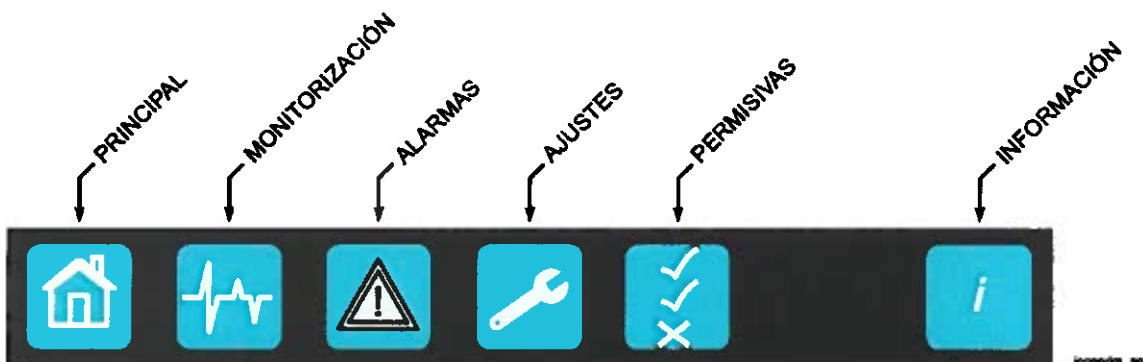 PRINCIPAL
MONITORIZACIÓN
ALARMAS
AJUSTES
PERMISIVAS
INFORMACIÓN
i